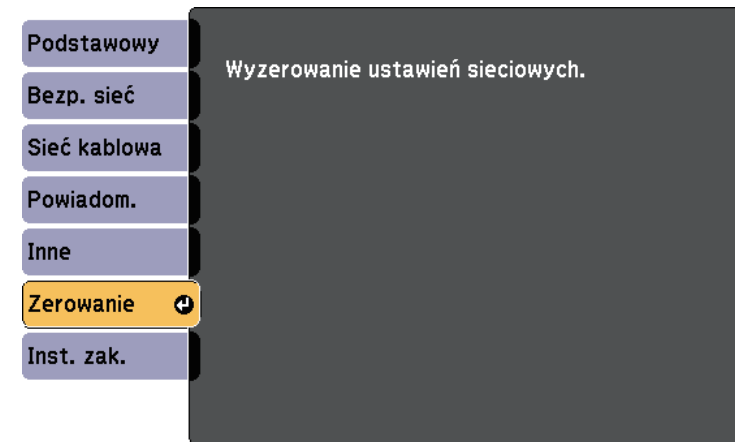 Podstawowy
Bezp. sieć
Sieć kablowa
Powiadom.
Inne
Zerowanie
Inst. zak.
Wyzerowanie ustawień sieciowych.